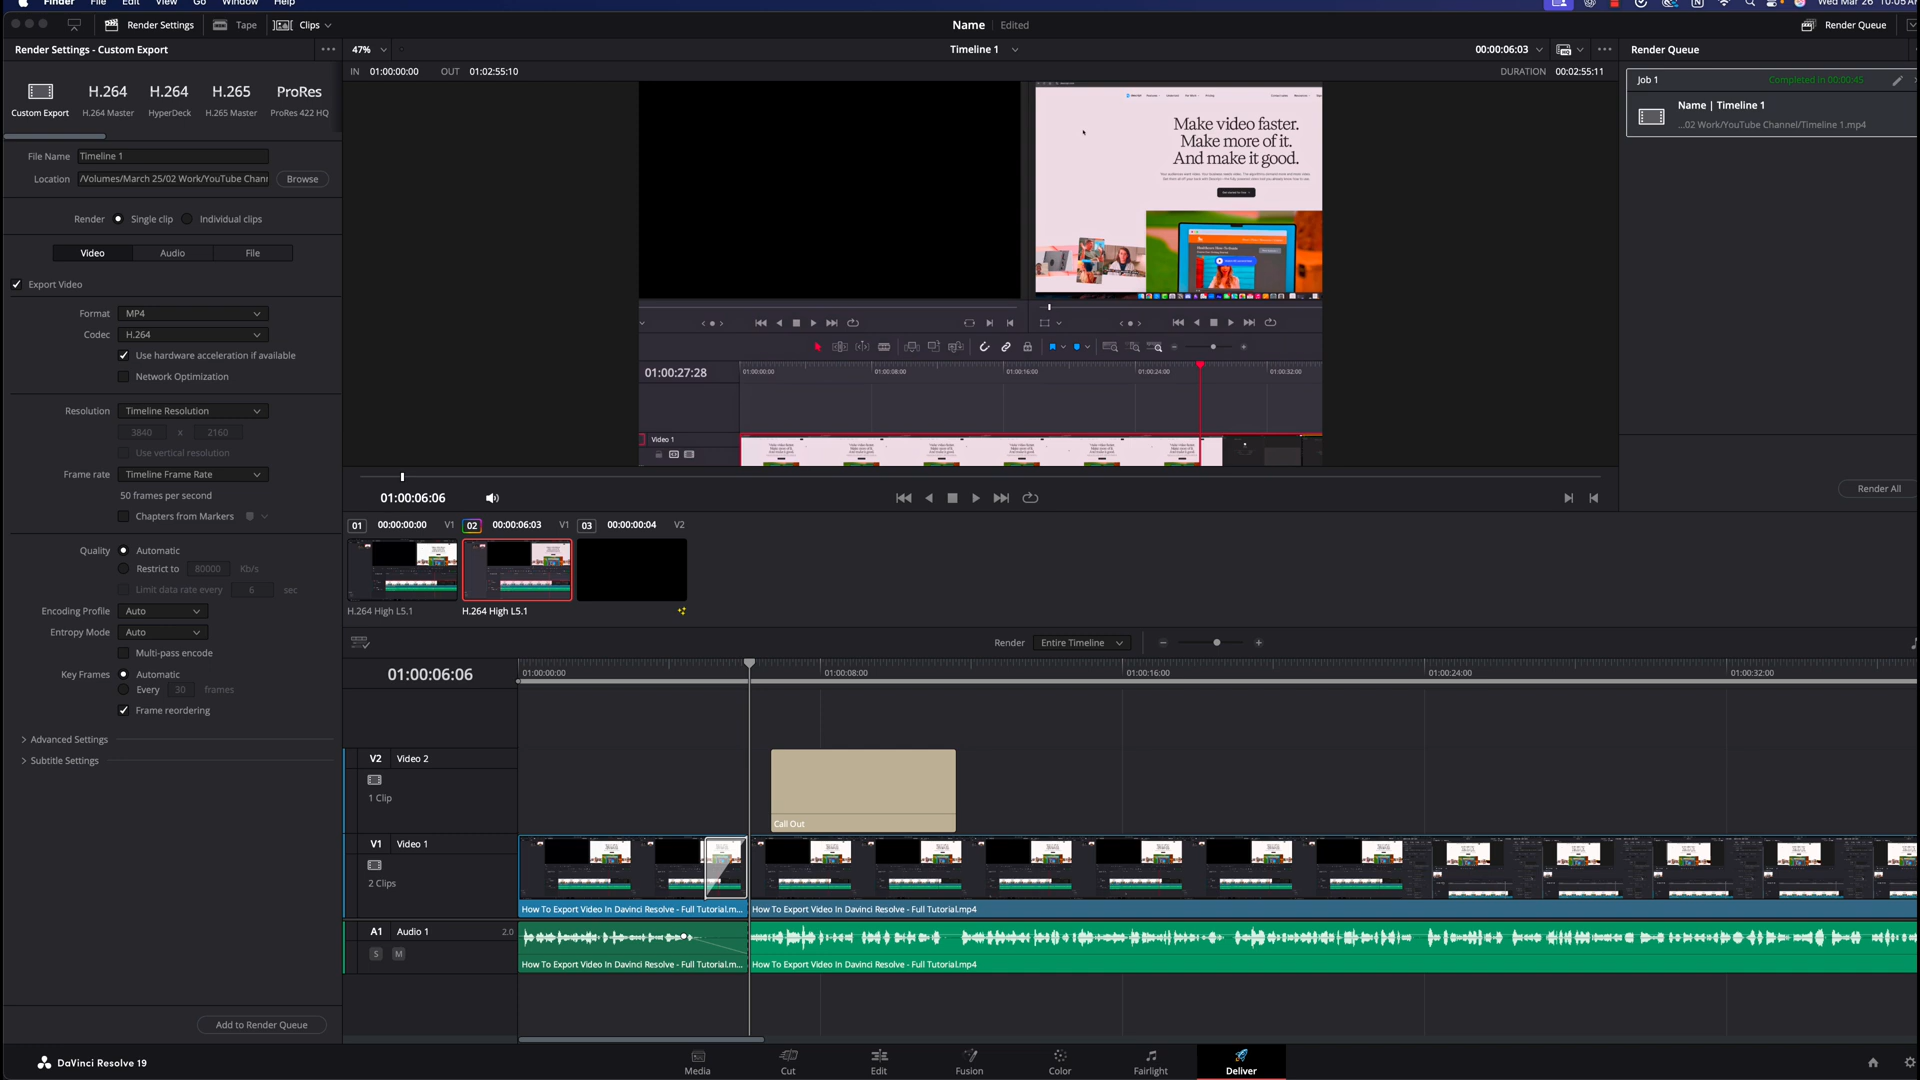 Finder File Edit View Go Window Help Wed Mar 26 10:05
Render Settings Tape Clips Name Edited Render Queue
Render Settings - Custom Export 47% Timeline 1 00:00:06:03 Render Queue
IN 01:00:00:00 OUT 01:02:55:10 DURATION 00:02:55:11
Job 1 Completed in 00:00:45
Name | Timeline 1
...02 Work/YouTube Channel/Timeline 1.mp4
H.264 H.264 H.265 ProRes
Custom Export H.264 Master HyperDeck H.265 Master ProRes 422 HQ
File Name Timeline 1
Location /Volumes/March 25/02 Work/YouTube Chann Browse
Render Single clip Individual clips
Video Audio File
Export Video
Format MP4
Codec H.264
Use hardware acceleration if available
Network Optimization
Resolution Timeline Resolution
3840 x 2160
Use vertical resolution
Frame rate Timeline Frame Rate
50 frames per second
Chapters from Markers
Quality Automatic
Restrict to 80000 Kb/s
Limit data rate every 6 sec
Encoding Profile Auto
Entropy Mode Auto
Multi-pass encode
Key Frames Automatic
Every 30 frames
Frame reordering
Advanced Settings
Subtitle Settings
Add to Render Queue
Make video faster.
Make more of it.
And make it good.
01:00:27:28 01:00:00:00 01:00:08:00 01:00:16:00 01:00:24:00 01:00:32:00
Video 1
01:00:06:06
Render All
01 00:00:00:00 V1 02 00:00:06:03 V1 03 00:00:00:04 V2
H.264 High L5.1 H.264 High L5.1
Render Entire Timeline
01:00:06:06 01:00:00:00 01:00:08:00 01:00:16:00 01:00:24:00 01:00:32:00
V2 Video 2
1 Clip
Call Out
V1 Video 1
2 Clips
How To Export Video In Davinci Resolve - Full Tutorial.m... How To Export Video In Davinci Resolve - Full Tutorial.mp4
A1 Audio 1 2.0
S M
How To Export Video In Davinci Resolve - Full Tutorial.m... How To Export Video In Davinci Resolve - Full Tutorial.mp4
DaVinci Resolve 19 Media Cut Edit Fusion Color Fairlight Deliver